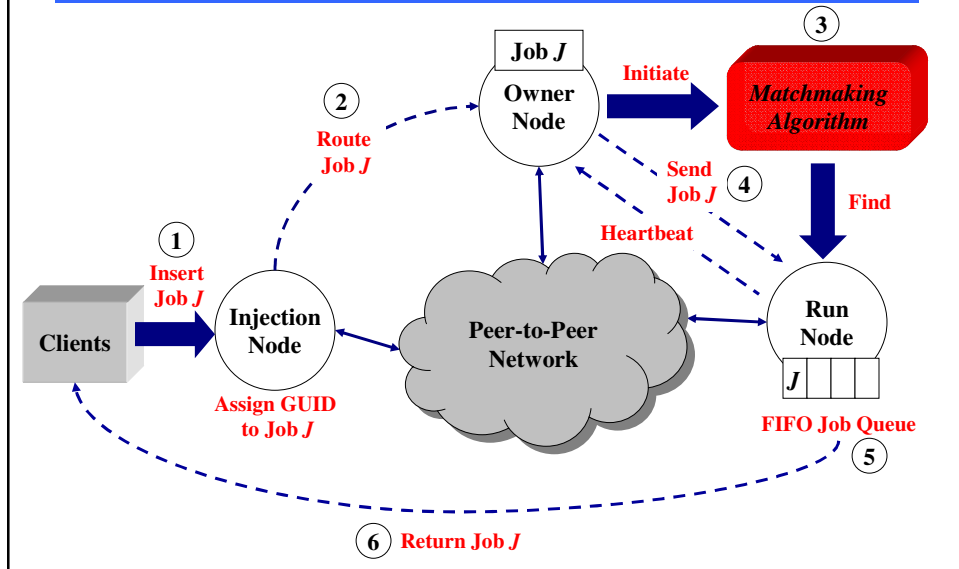 3
Job J
Owner
Node
Initiate
Matchmaking
Algorithm
2
Route
Job J
Send
Job J
4
Find
Heartbeat
1
Insert
Job J
Clients
Injection
Node
Peer-to-Peer
Network
Run
Node
J
Assign GUID
to Job J
FIFO Job Queue
5
6
Return Job J